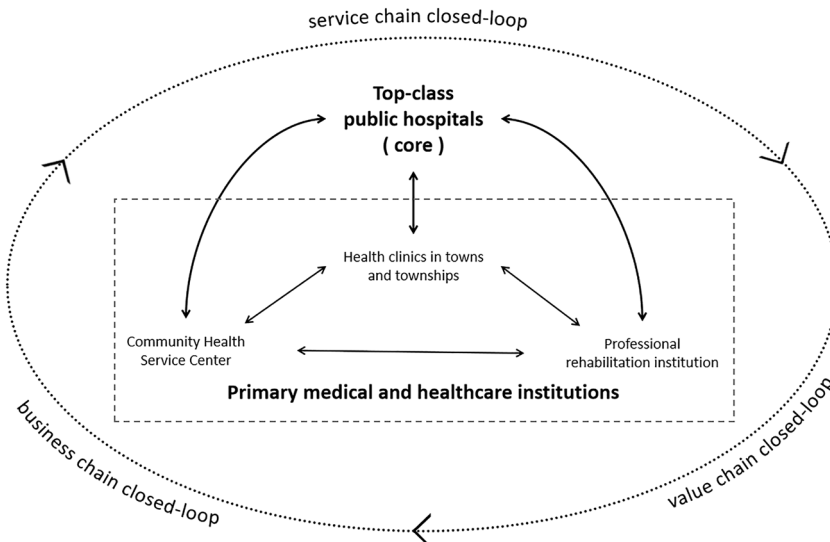 service chain closed-loop
Top-class
public hospitals
( core )
Health clinics in towns
and townships
Community Health
Service Center
Professional
rehabilitation institution
Primary medical and healthcare institutions
business chain closed-loop
value chain closed-loop